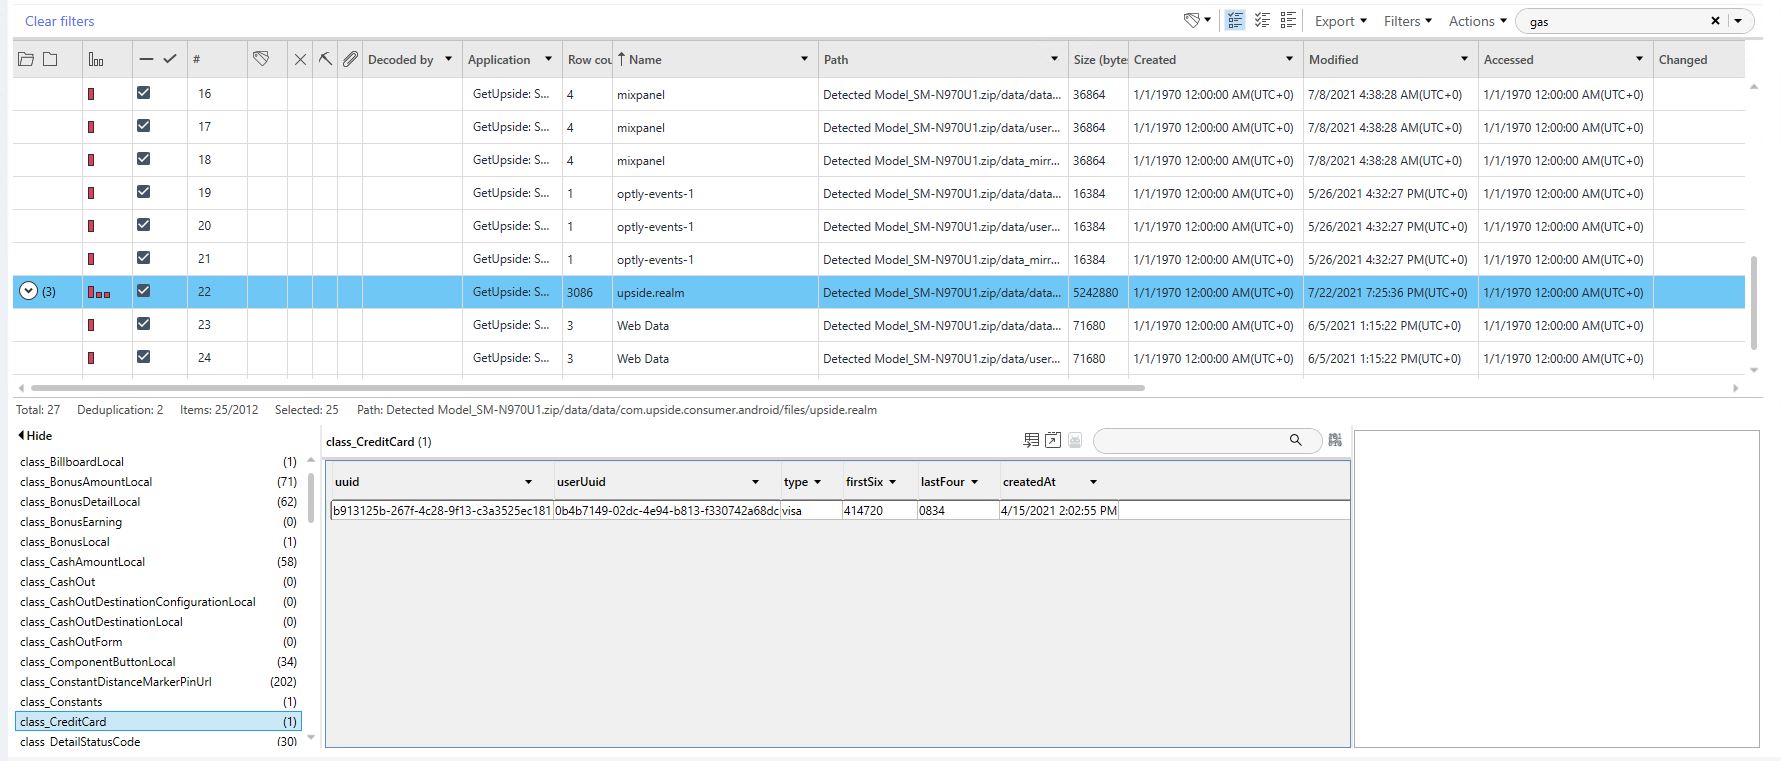 Clear filters Export Filters Actions gas
# Decoded by Application Row cou Name Path Size (bytes Created Modified Accessed Changed
16 GetUpside: S... 4 mixpanel Detected Model_SM-N970U1.zip/data/data... 36864 1/1/1970 12:00:00 AM(UTC+0) 7/8/2021 4:38:28 AM(UTC+0) 1/1/1970 12:00:00 AM(UTC+0)
17 GetUpside: S... 4 mixpanel Detected Model_SM-N970U1.zip/data/user... 36864 1/1/1970 12:00:00 AM(UTC+0) 7/8/2021 4:38:28 AM(UTC+0) 1/1/1970 12:00:00 AM(UTC+0)
18 GetUpside: S... 4 mixpanel Detected Model_SM-N970U1.zip/data_mirr... 36864 1/1/1970 12:00:00 AM(UTC+0) 7/8/2021 4:38:28 AM(UTC+0) 1/1/1970 12:00:00 AM(UTC+0)
19 GetUpside: S... 1 optly-events-1 Detected Model_SM-N970U1.zip/data/data... 16384 1/1/1970 12:00:00 AM(UTC+0) 5/26/2021 4:32:27 PM(UTC+0) 1/1/1970 12:00:00 AM(UTC+0)
20 GetUpside: S... 1 optly-events-1 Detected Model_SM-N970U1.zip/data/user... 16384 1/1/1970 12:00:00 AM(UTC+0) 5/26/2021 4:32:27 PM(UTC+0) 1/1/1970 12:00:00 AM(UTC+0)
21 GetUpside: S... 1 optly-events-1 Detected Model_SM-N970U1.zip/data_mirr... 16384 1/1/1970 12:00:00 AM(UTC+0) 5/26/2021 4:32:27 PM(UTC+0) 1/1/1970 12:00:00 AM(UTC+0)
(3) 22 GetUpside: S... 3086 upside.realm Detected Model_SM-N970U1.zip/data/data... 5242880 1/1/1970 12:00:00 AM(UTC+0) 7/22/2021 7:25:36 PM(UTC+0) 1/1/1970 12:00:00 AM(UTC+0)
23 GetUpside: S... 3 Web Data Detected Model_SM-N970U1.zip/data/data... 71680 1/1/1970 12:00:00 AM(UTC+0) 6/5/2021 1:15:22 PM(UTC+0) 1/1/1970 12:00:00 AM(UTC+0)
24 GetUpside: S... 3 Web Data Detected Model_SM-N970U1.zip/data/user... 71680 1/1/1970 12:00:00 AM(UTC+0) 6/5/2021 1:15:22 PM(UTC+0) 1/1/1970 12:00:00 AM(UTC+0)
Total: 27 Deduplication: 2 Items: 25/2012 Selected: 25 Path: Detected Model_SM-N970U1.zip/data/data/com.upside.consumer.android/files/upside.realm
Hide
class_BillboardLocal (1)
class_BonusAmountLocal (71)
class_BonusDetailLocal (62)
class_BonusEarning (0)
class_BonusLocal (1)
class_CashAmountLocal (58)
class_CashOut (0)
class_CashOutDestinationConfigurationLocal (0)
class_CashOutDestinationLocal (0)
class_CashOutForm (0)
class_ComponentButtonLocal (34)
class_ConstantDistanceMarkerPinUrl (202)
class_Constants (1)
class_CreditCard (1)
class_DetailStatusCode (30)
class_CreditCard (1)
uuid userUuid type firstSix lastFour createdAt
b913125b-267f-4c28-9f13-c3a3525ec181 0b4b7149-02dc-4e94-b813-f330742a68dc visa 414720 0834 4/15/2021 2:02:55 PM